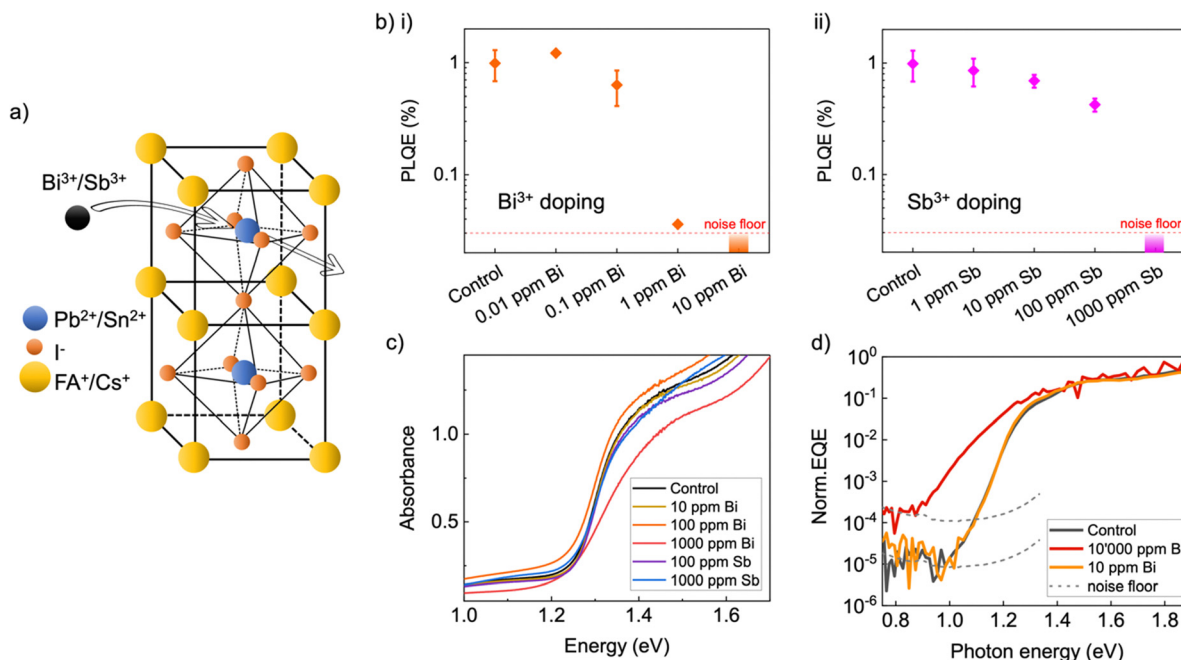 a)
Bi³⁺/Sb³⁺
Pb²⁺/Sn²⁺
I⁻
FA⁺/Cs⁺
b) i)
PLQE (%)
1
0.1
Bi³⁺ doping
noise floor
Control
0.01 ppm Bi
0.1 ppm Bi
1 ppm Bi
10 ppm Bi
ii)
PLQE (%)
1
0.1
Sb³⁺ doping
noise floor
Control
1 ppm Sb
10 ppm Sb
100 ppm Sb
1000 ppm Sb
c)
Absorbance
1.0
0.5
Control
10 ppm Bi
100 ppm Bi
1000 ppm Bi
100 ppm Sb
1000 ppm Sb
1.0 1.2 1.4 1.6
Energy (eV)
d)
Norm.EQE
10⁰
10⁻¹
10⁻²
10⁻³
10⁻⁴
10⁻⁵
10⁻⁶
Control
10'000 ppm B
10 ppm Bi
noise floor
0.8 1.0 1.2 1.4 1.6 1.8
Photon energy (eV)